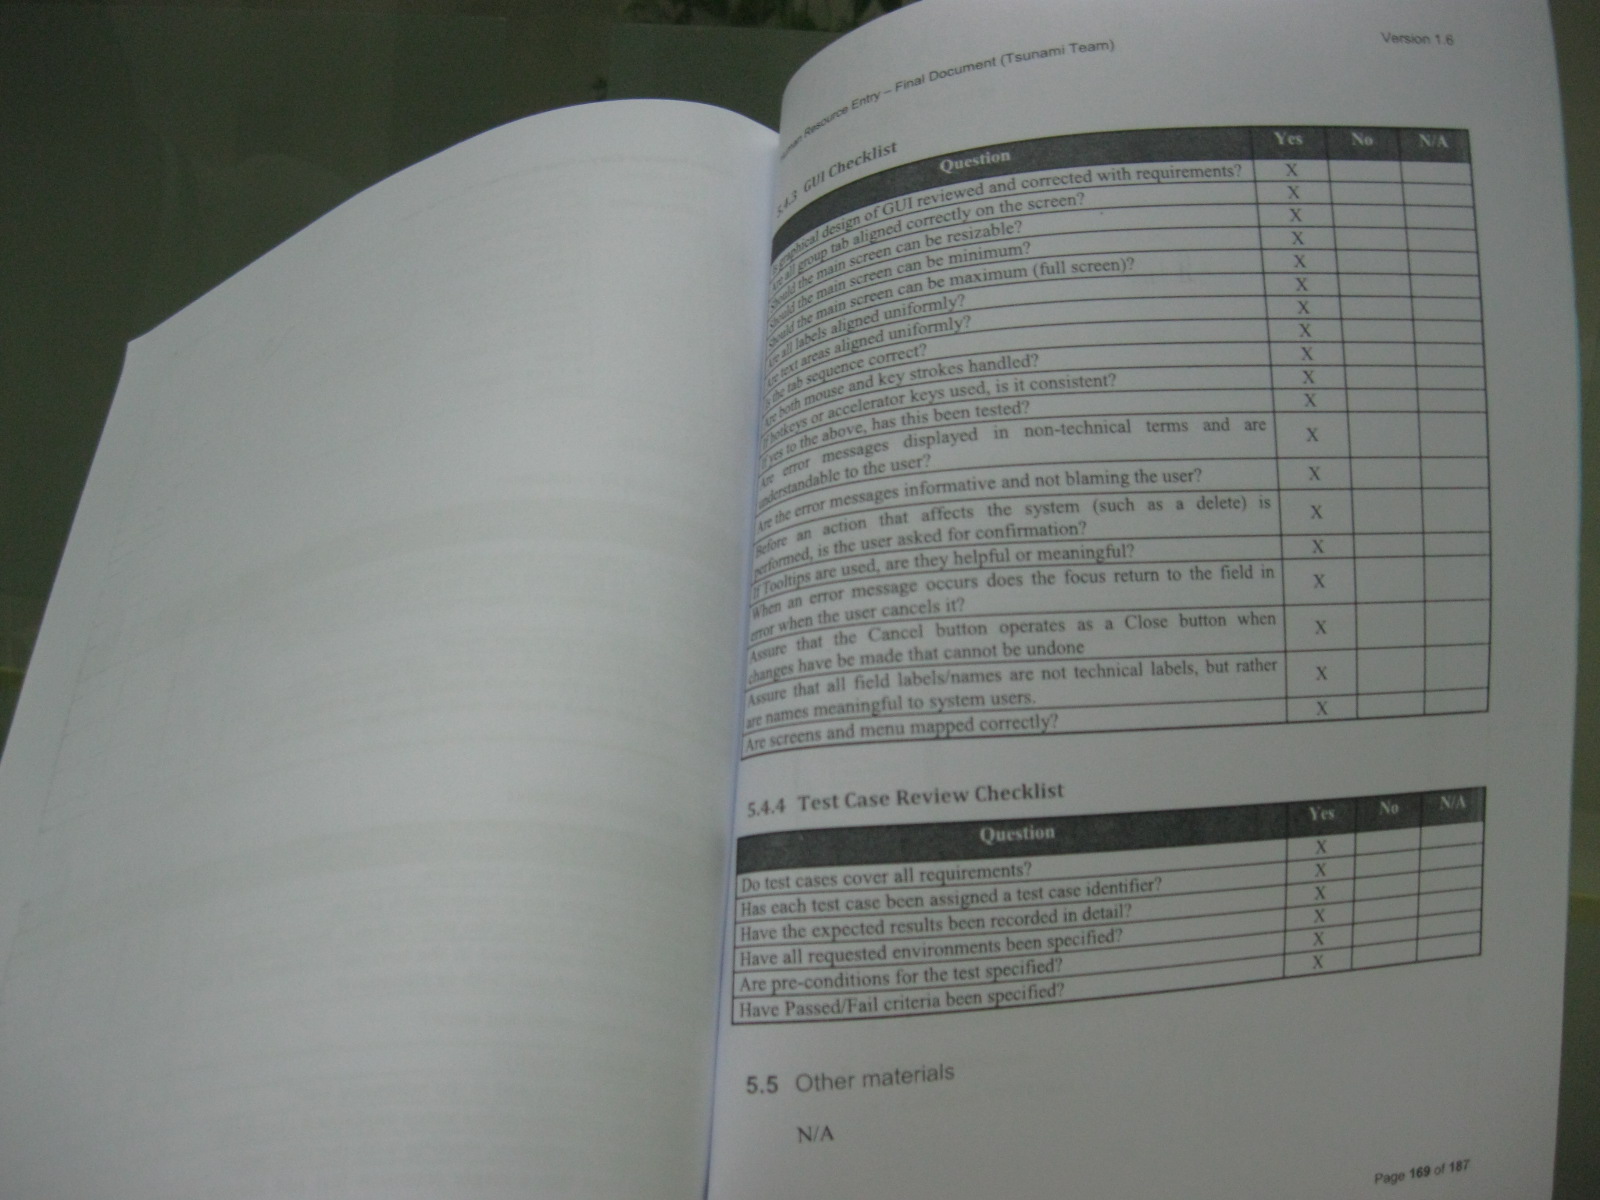 Resource Entry – Final Document (Tsunami Team) Version 1.6
5.4.3 GUI Checklist
Question Yes No N/A
graphical design of GUI reviewed and corrected with requirements? X
Are all group tab aligned correctly on the screen? X
Should the main screen can be resizable? X
Should the main screen can be minimum? X
Should the main screen can be maximum (full screen)? X
Are all labels aligned uniformly? X
Are text areas aligned uniformly? X
Is the tab sequence correct? X
Are both mouse and key strokes handled? X
If hotkeys or accelerator keys used, is it consistent? X
If yes to the above, has this been tested? X
Are error messages displayed in non-technical terms and are
understandable to the user? X
Are the error messages informative and not blaming the user? X
Before an action that affects the system (such as a delete) is
performed, is the user asked for confirmation? X
If Tooltips are used, are they helpful or meaningful? X
When an error message occurs does the focus return to the field in
error when the user cancels it? X
Assure that the Cancel button operates as a Close button when
changes have be made that cannot be undone X
Assure that all field labels/names are not technical labels, but rather
are names meaningful to system users. X
Are screens and menu mapped correctly? X
5.4.4 Test Case Review Checklist
Question Yes No N/A
Do test cases cover all requirements? X
Has each test case been assigned a test case identifier? X
Have the expected results been recorded in detail? X
Have all requested environments been specified? X
Are pre-conditions for the test specified? X
Have Passed/Fail criteria been specified? X
5.5 Other materials
N/A
Page 169 of 187